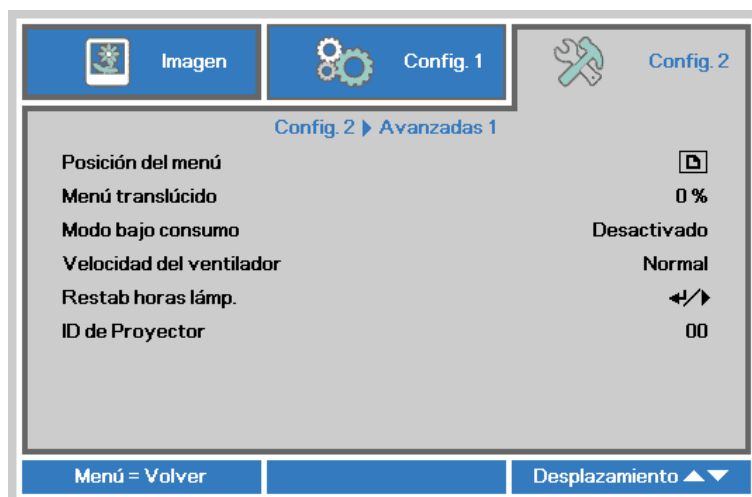 Imagen
Config. 1
Config. 2
Config. 2 ▶ Avanzadas 1
Posición del menú
Menú translúcido 0 %
Modo bajo consumo Desactivado
Velocidad del ventilador Normal
Restab horas lámp. ↵/▶
ID de Proyector 00
Menú = Volver
Desplazamiento ▲▼